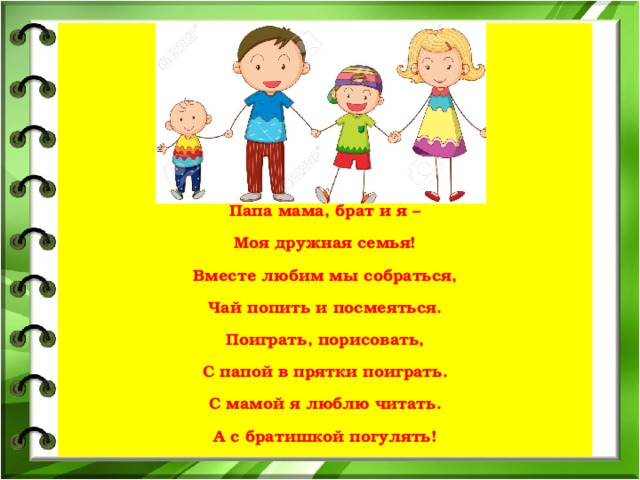 Папа мама, брат и я –
Моя дружная семья!
Вместе любим мы собраться,
Чай попить и посмеяться.
Поиграть, порисовать,
С папой в прятки поиграть.
С мамой я люблю читать.
А с братишкой погулять!